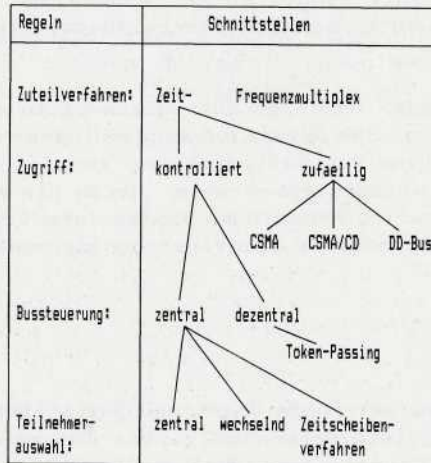 Regeln Schnittstellen
Zuteilverfahren: Zeit- Frequenzmultiplex
Zugriff: kontrolliert zufaellig
CSMA CSMA/CD DD-Bus
Bussteuerung: zentral dezentral
Token-Passing
Teilnehmer- zentral wechselnd Zeitscheiben-
auswahl: verfahren